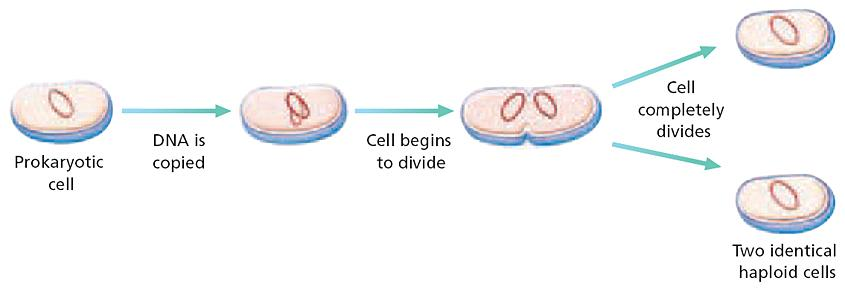 Prokaryotic
cell
DNA is
copied
Cell begins
to divide
Cell
completely
divides
Two identical
haploid cells